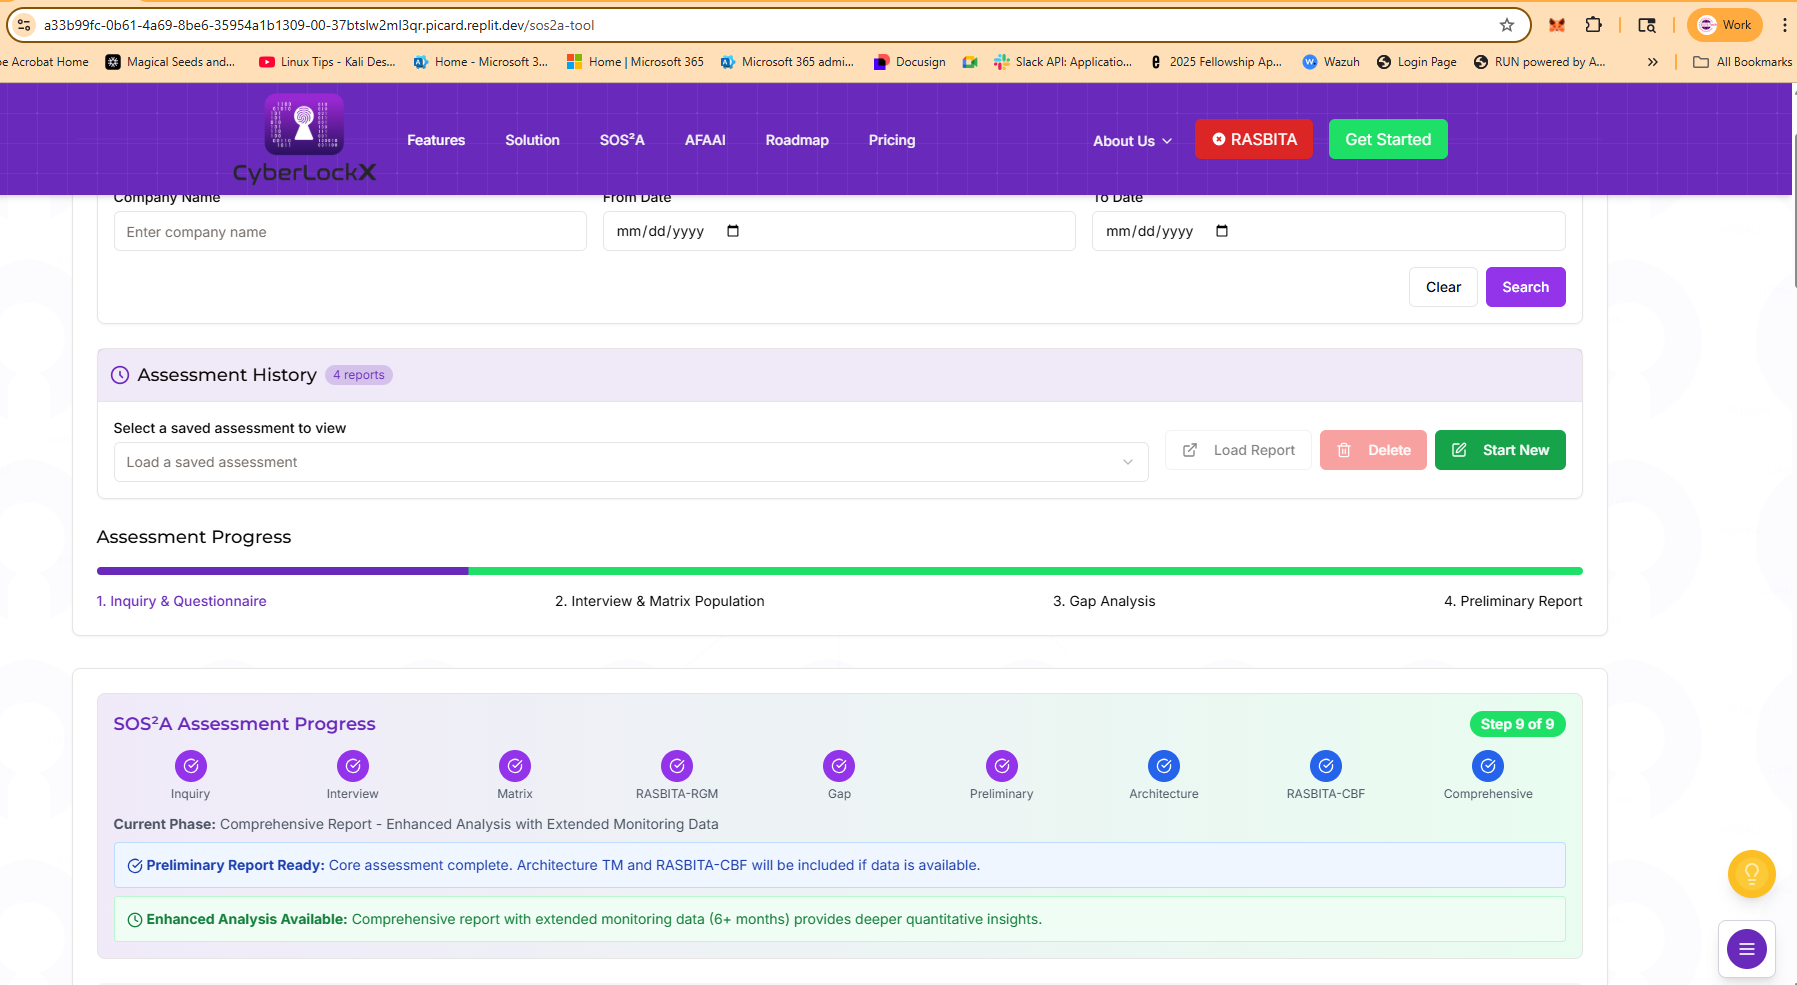 a33b99fc-0b61-4a69-8be6-35954a1b1309-00-37btslw2ml3qr.picard.replit.dev/sos2a-tool
Work
be Acrobat Home
Magical Seeds and...
Linux Tips - Kali Des...
Home - Microsoft 3...
Home | Microsoft 365
Microsoft 365 admi...
Docusign
Slack API: Applicatio...
2025 Fellowship Ap...
Wazuh
Login Page
RUN powered by A...
»
All Bookmarks
CyberLockX
Features
Solution
SOS²A
AFAAI
Roadmap
Pricing
About Us
RASBITA
Get Started
Company Name
From Date
To Date
Enter company name
mm/dd/yyyy
mm/dd/yyyy
Clear
Search
Assessment History
4 reports
Select a saved assessment to view
Load a saved assessment
Load Report
Delete
Start New
Assessment Progress
1. Inquiry & Questionnaire
2. Interview & Matrix Population
3. Gap Analysis
4. Preliminary Report
SOS²A Assessment Progress
Step 9 of 9
Inquiry
Interview
Matrix
RASBITA-RGM
Gap
Preliminary
Architecture
RASBITA-CBF
Comprehensive
Current Phase: Comprehensive Report - Enhanced Analysis with Extended Monitoring Data
Preliminary Report Ready: Core assessment complete. Architecture TM and RASBITA-CBF will be included if data is available.
Enhanced Analysis Available: Comprehensive report with extended monitoring data (6+ months) provides deeper quantitative insights.